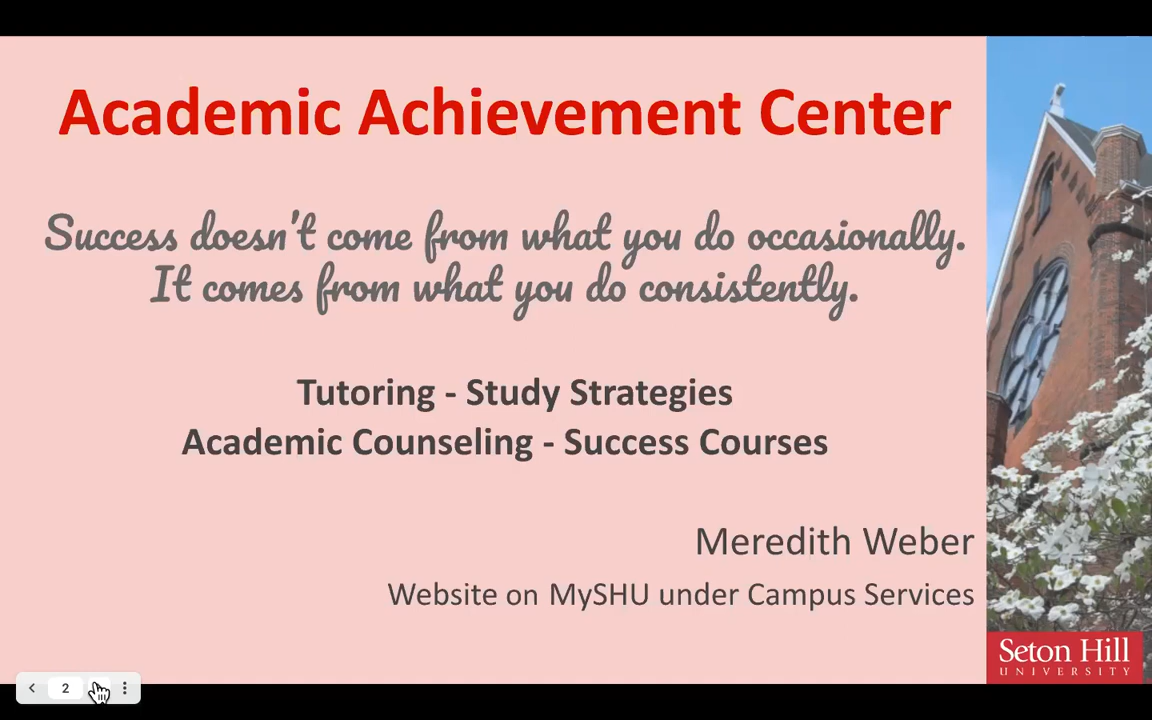 Academic Achievement Center
Success doesn't come from what you do occasionally.
It comes from what you do consistently.
Tutoring - Study Strategies
Academic Counseling - Success Courses
Meredith Weber
Website on MySHU under Campus Services
Seton Hill
UNIVERSITY
2